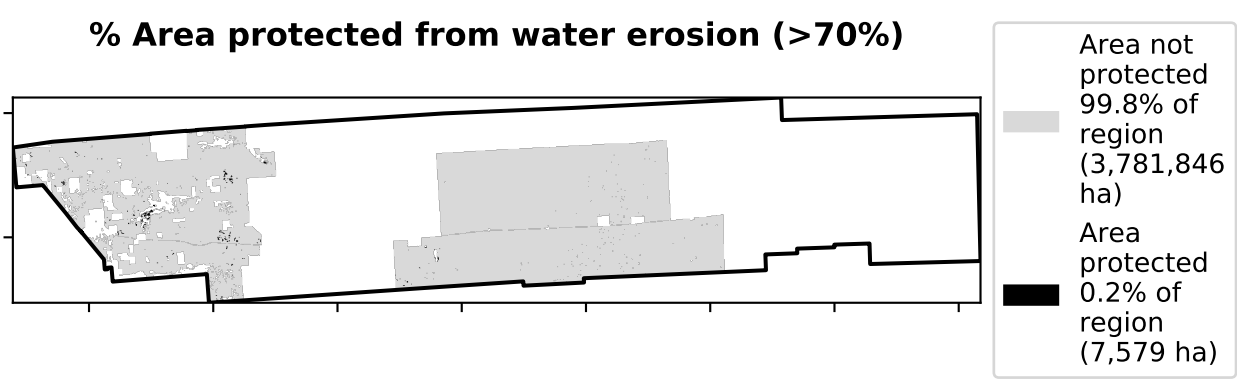 % Area protected from water erosion (>70%)
Area not
protected
99.8% of
region
(3,781,846
ha)
Area
protected
0.2% of
region
(7,579 ha)